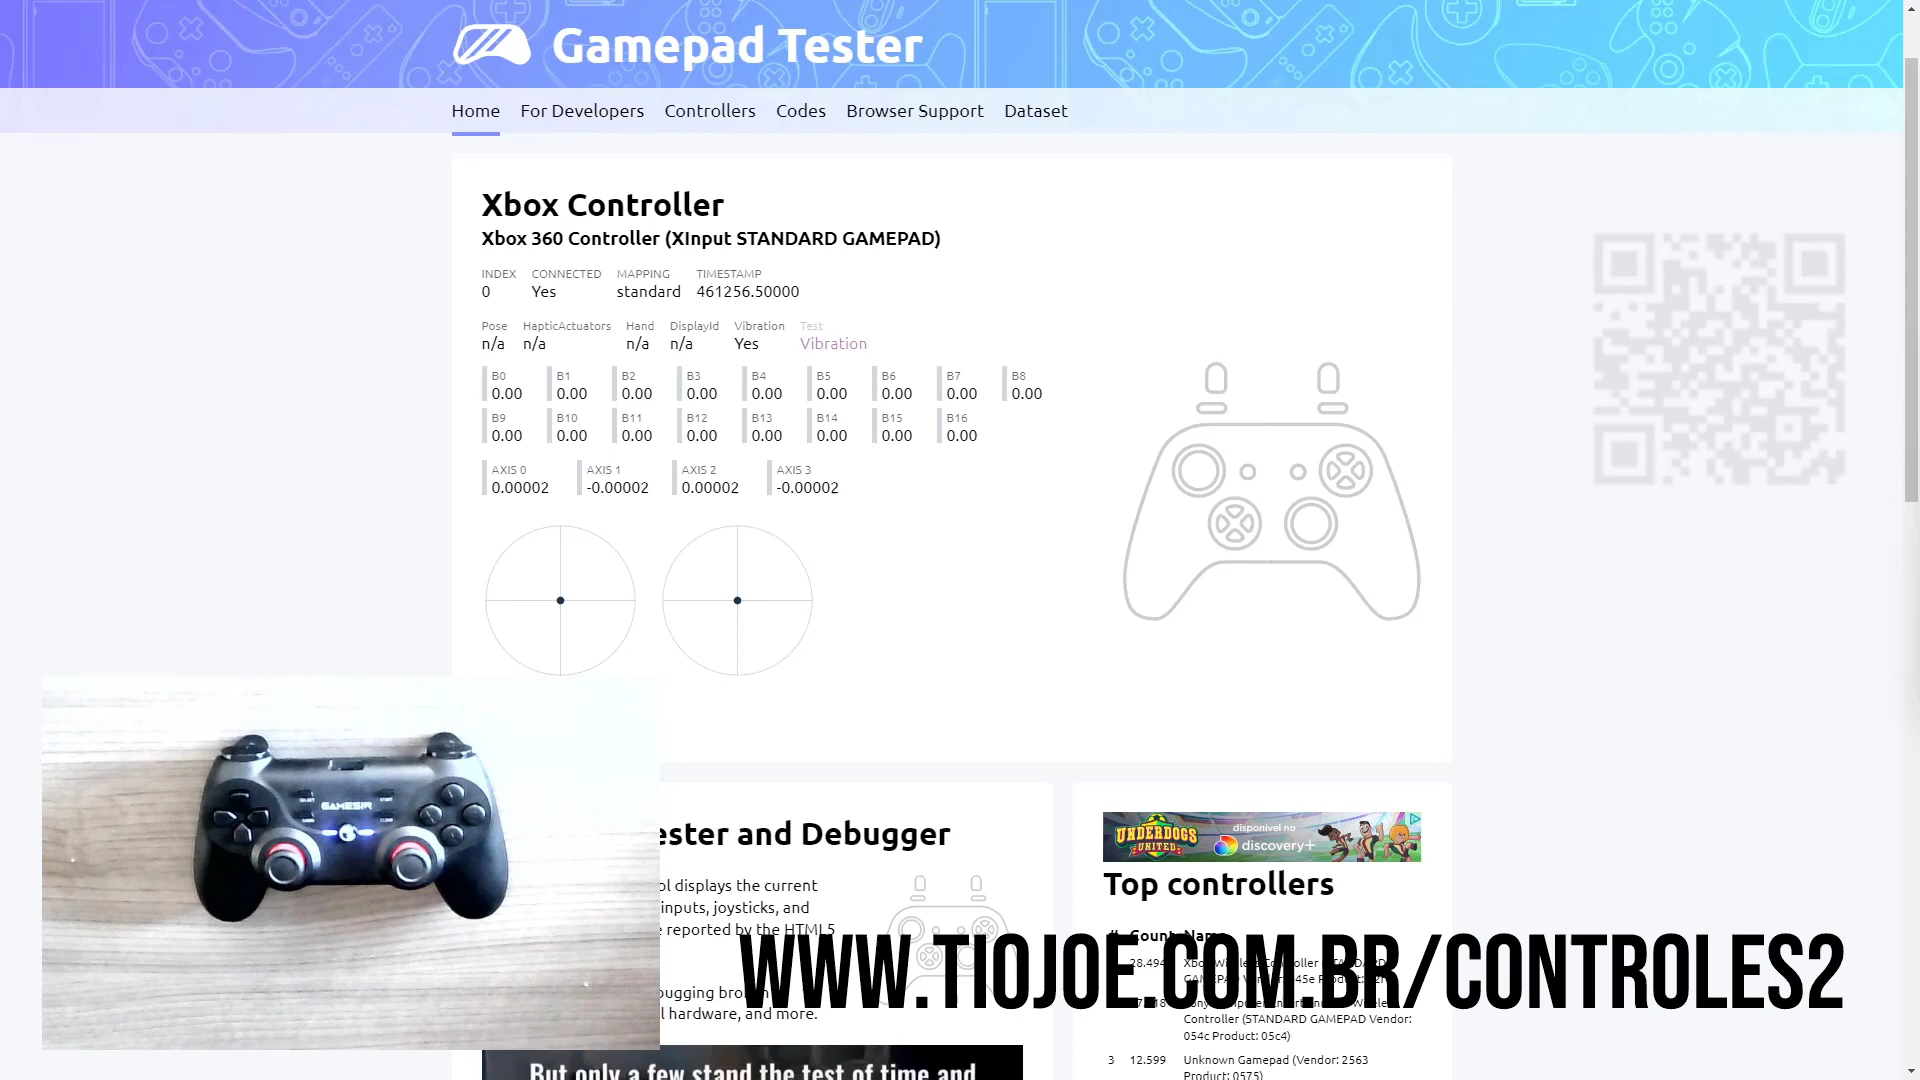 Gamepad Tester
Home For Developers Controllers Codes Browser Support Dataset
Xbox Controller
Xbox 360 Controller (XInput STANDARD GAMEPAD)
INDEX CONNECTED MAPPING TIMESTAMP
0 Yes standard 461256.50000
Pose HapticActuators Hand DisplayId Vibration Test
n/a n/a n/a n/a Yes Vibration
B0 B1 B2 B3 B4 B5 B6 B7 B8
0.00 0.00 0.00 0.00 0.00 0.00 0.00 0.00 0.00
B9 B10 B11 B12 B13 B14 B15 B16
0.00 0.00 0.00 0.00 0.00 0.00 0.00 0.00
AXIS 0 AXIS 1 AXIS 2 AXIS 3
0.00002 -0.00002 0.00002 -0.00002
GAMESIR
ester and Debugger
ol displays the current
inputs, joysticks, and
e reported by the HTML5
l hardware, and more.
But only a few stand the test of time and
UNDERDOGS
UNITED
disponível no
discovery+
Top controllers
# Count Name
28.494
Controller (STANDARD GAMEPAD Vendor:
054c Product: 05c4)
3 12.599 Unknown Gamepad (Vendor: 2563
Product: 0575)
WWW.TIOJOE.COM.BR/CONTROLES2